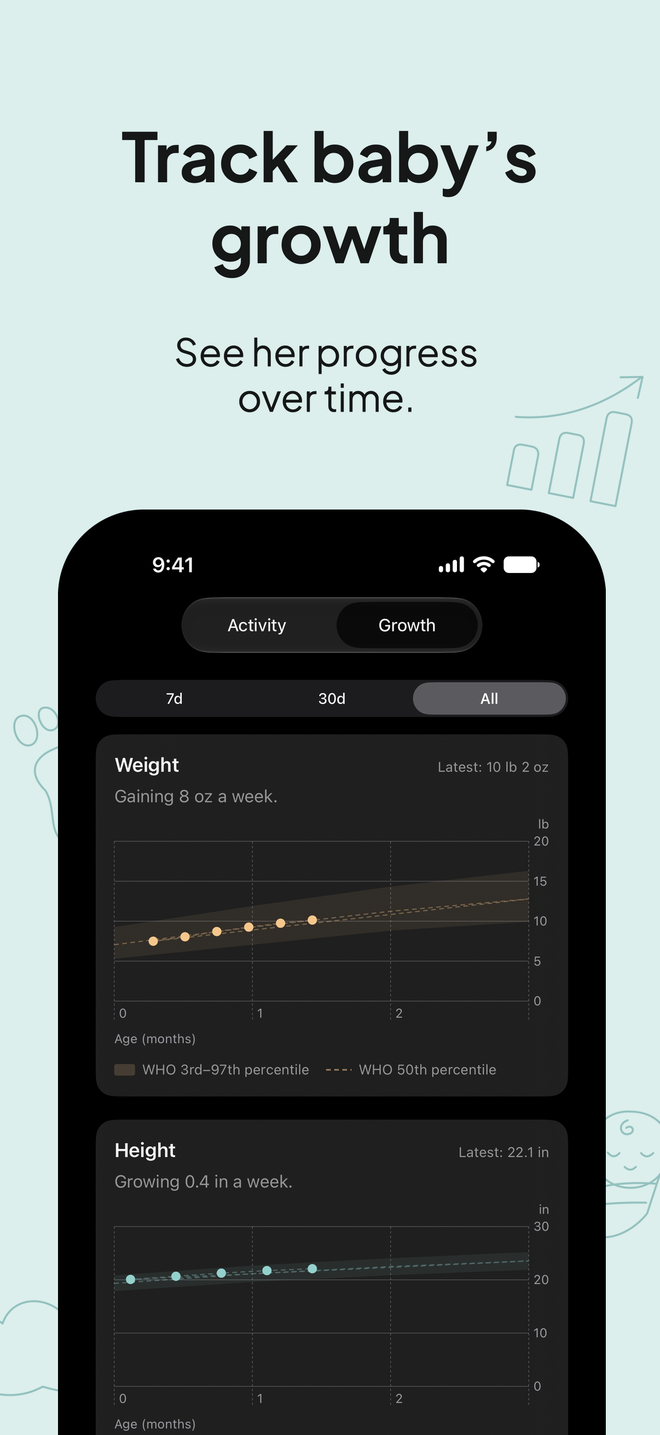 Track baby’s
growth
See her progress
over time.
9:41
Activity Growth
7d 30d All
Weight Latest: 10 lb 2 oz
Gaining 8 oz a week.
lb
20
15
10
5
0
0 1 2
Age (months)
WHO 3rd–97th percentile WHO 50th percentile
Height Latest: 22.1 in
Growing 0.4 in a week.
in
30
20
10
0
0 1 2
Age (months)